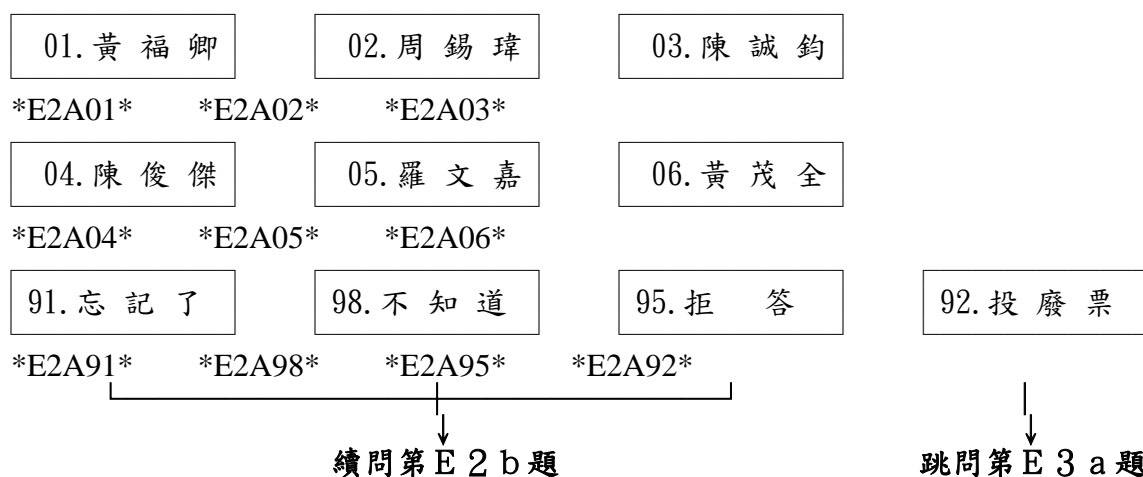 01.黃福卿 02.周錫瑋 03.陳誠鈞
*E2A01* *E2A02* *E2A03*
04.陳俊傑 05.羅文嘉 06.黃茂全
*E2A04* *E2A05* *E2A06*
91.忘記了 98.不知道 95.拒 答 92.投廢票
*E2A91* *E2A98* *E2A95* *E2A92*
續問第E2b題 跳問第E3a題